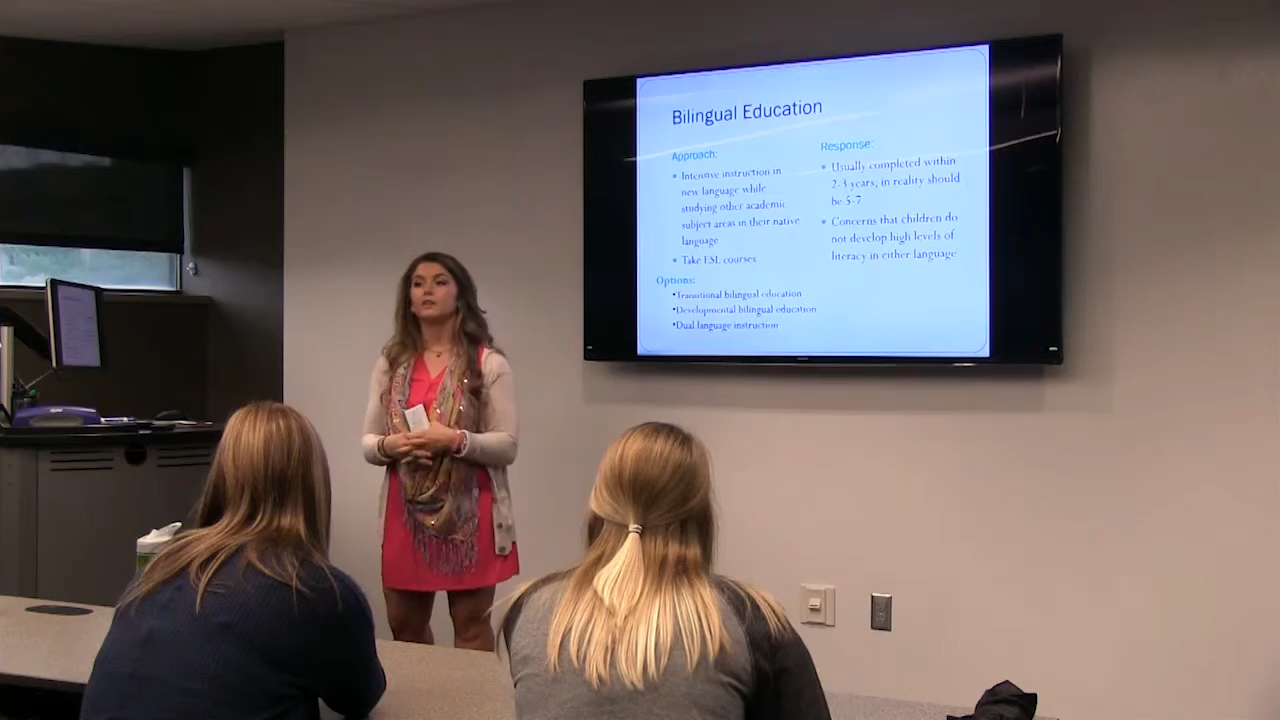 Bilingual Education
Approach:
• Intensive instruction in
new language while
studying other academic
subject areas in their native
language
• Take ESL courses
Response:
• Usually completed within
2-3 years; in reality should
be 5-7
• Concerns that children do
not develop high levels of
literacy in either language
Options:
•Transitional bilingual education
•Developmental bilingual education
•Dual language instruction